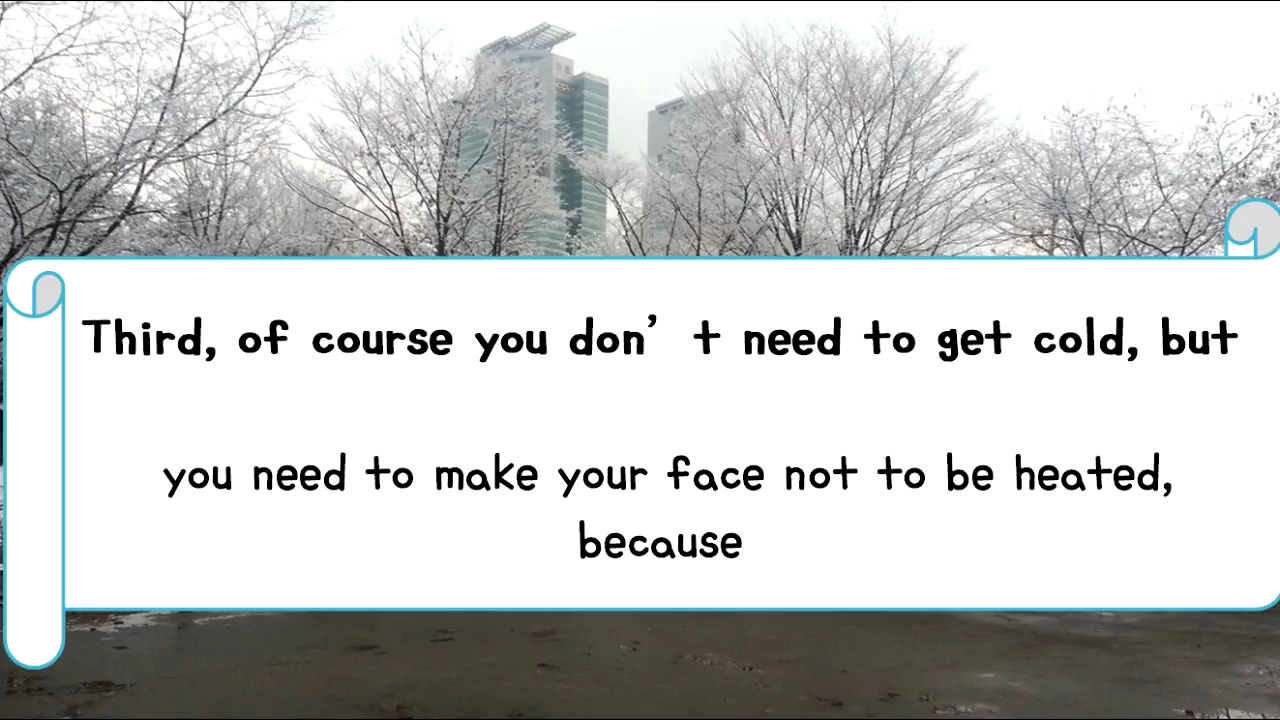 Third, of course you don’ t need to get cold, but
you need to make your face not to be heated,
because